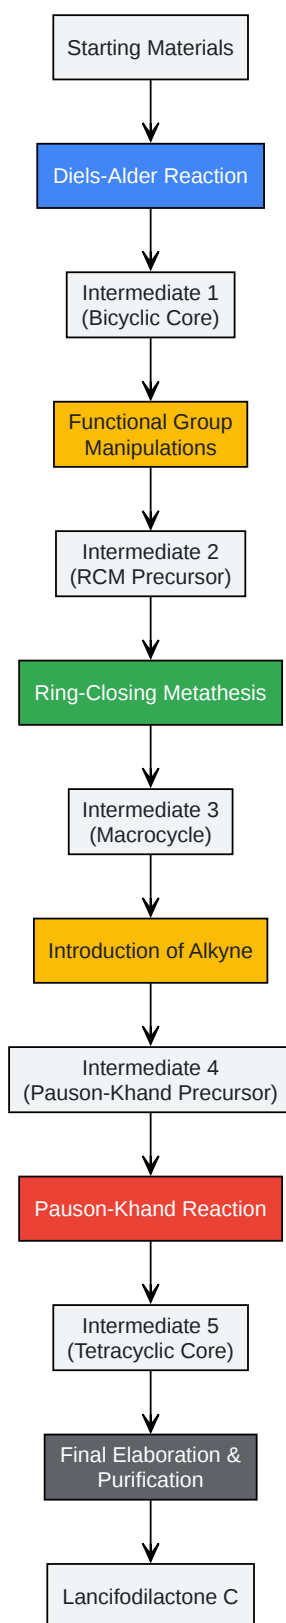 Starting Materials
Diels-Alder Reaction
Intermediate 1
(Bicyclic Core)
Functional Group
Manipulations
Intermediate 2
(RCM Precursor)
Ring-Closing Metathesis
Intermediate 3
(Macrocycle)
Introduction of Alkyne
Intermediate 4
(Pauson-Khand Precursor)
Pauson-Khand Reaction
Intermediate 5
(Tetracyclic Core)
Final Elaboration &
Purification
Lancifodilactone C